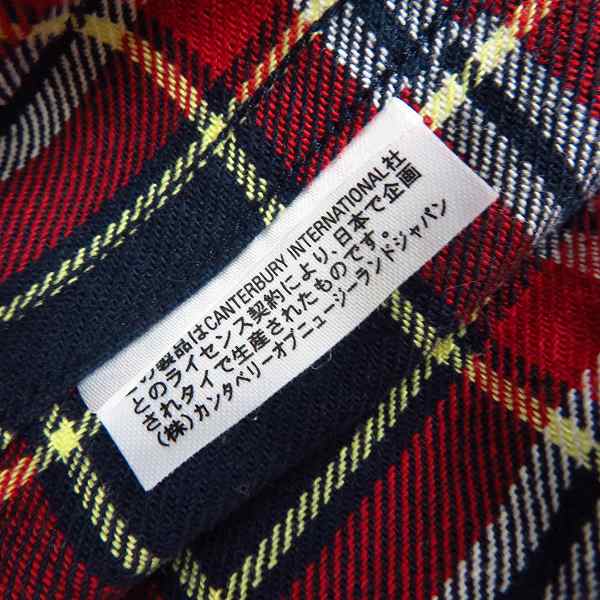 この製品はCANTERBURY INTERNATIONAL社
とのライセンス契約により、日本で企画
されタイで生産されたものです。
(株)カンタベリーオブニュージーランドジャパン